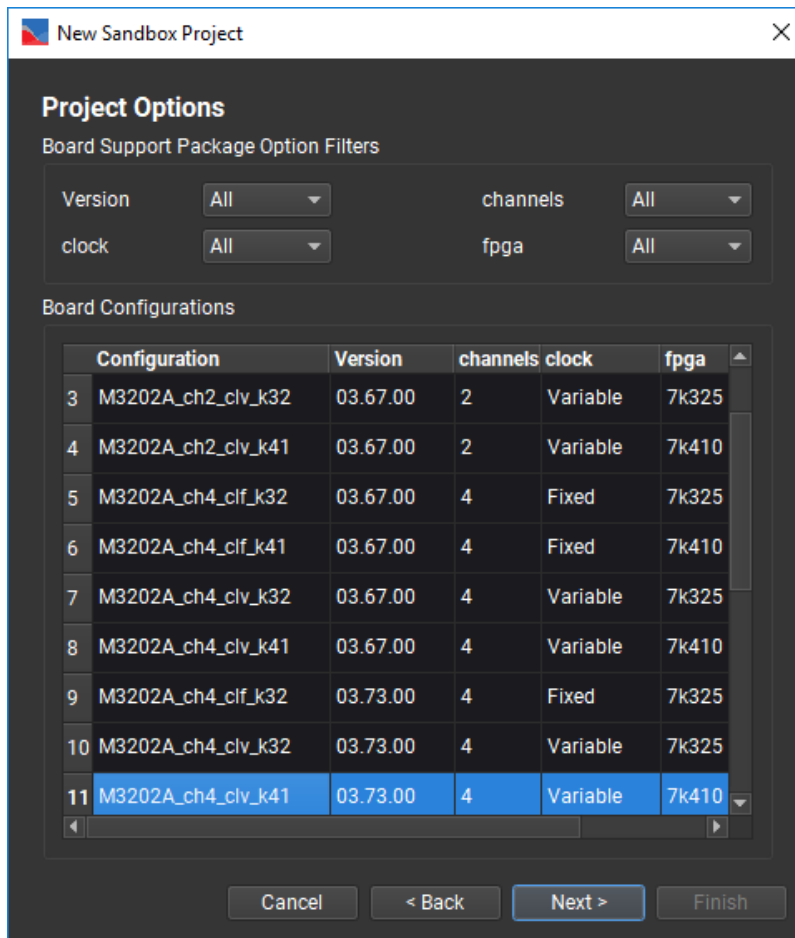 New Sandbox Project
Project Options
Board Support Package Option Filters
Version All channels All
clock All fpga All
Board Configurations
Configuration Version channels clock fpga
3 M3202A_ch2_clv_k32 03.67.00 2 Variable 7k325
4 M3202A_ch2_clv_k41 03.67.00 2 Variable 7k410
5 M3202A_ch4_clf_k32 03.67.00 4 Fixed 7k325
6 M3202A_ch4_clf_k41 03.67.00 4 Fixed 7k410
7 M3202A_ch4_clv_k32 03.67.00 4 Variable 7k325
8 M3202A_ch4_clv_k41 03.67.00 4 Variable 7k410
9 M3202A_ch4_clf_k32 03.73.00 4 Fixed 7k325
10 M3202A_ch4_clv_k32 03.73.00 4 Variable 7k325
11 M3202A_ch4_clv_k41 03.73.00 4 Variable 7k410
Cancel < Back Next > Finish